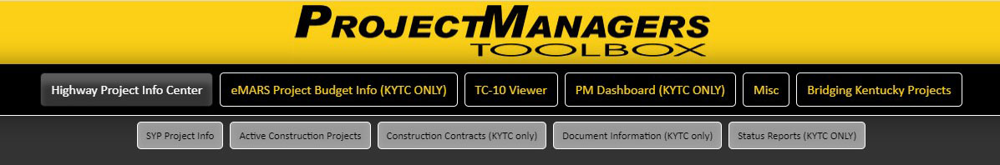 PROJECTMANAGERS
TOOLBOX
Highway Project Info Center eMARS Project Budget Info (KYTC ONLY) TC-10 Viewer PM Dashboard (KYTC ONLY) Misc Bridging Kentucky Projects
SYP Project Info Active Construction Projects Construction Contracts (KYTC only) Document Information (KYTC only) Status Reports (KYTC ONLY)